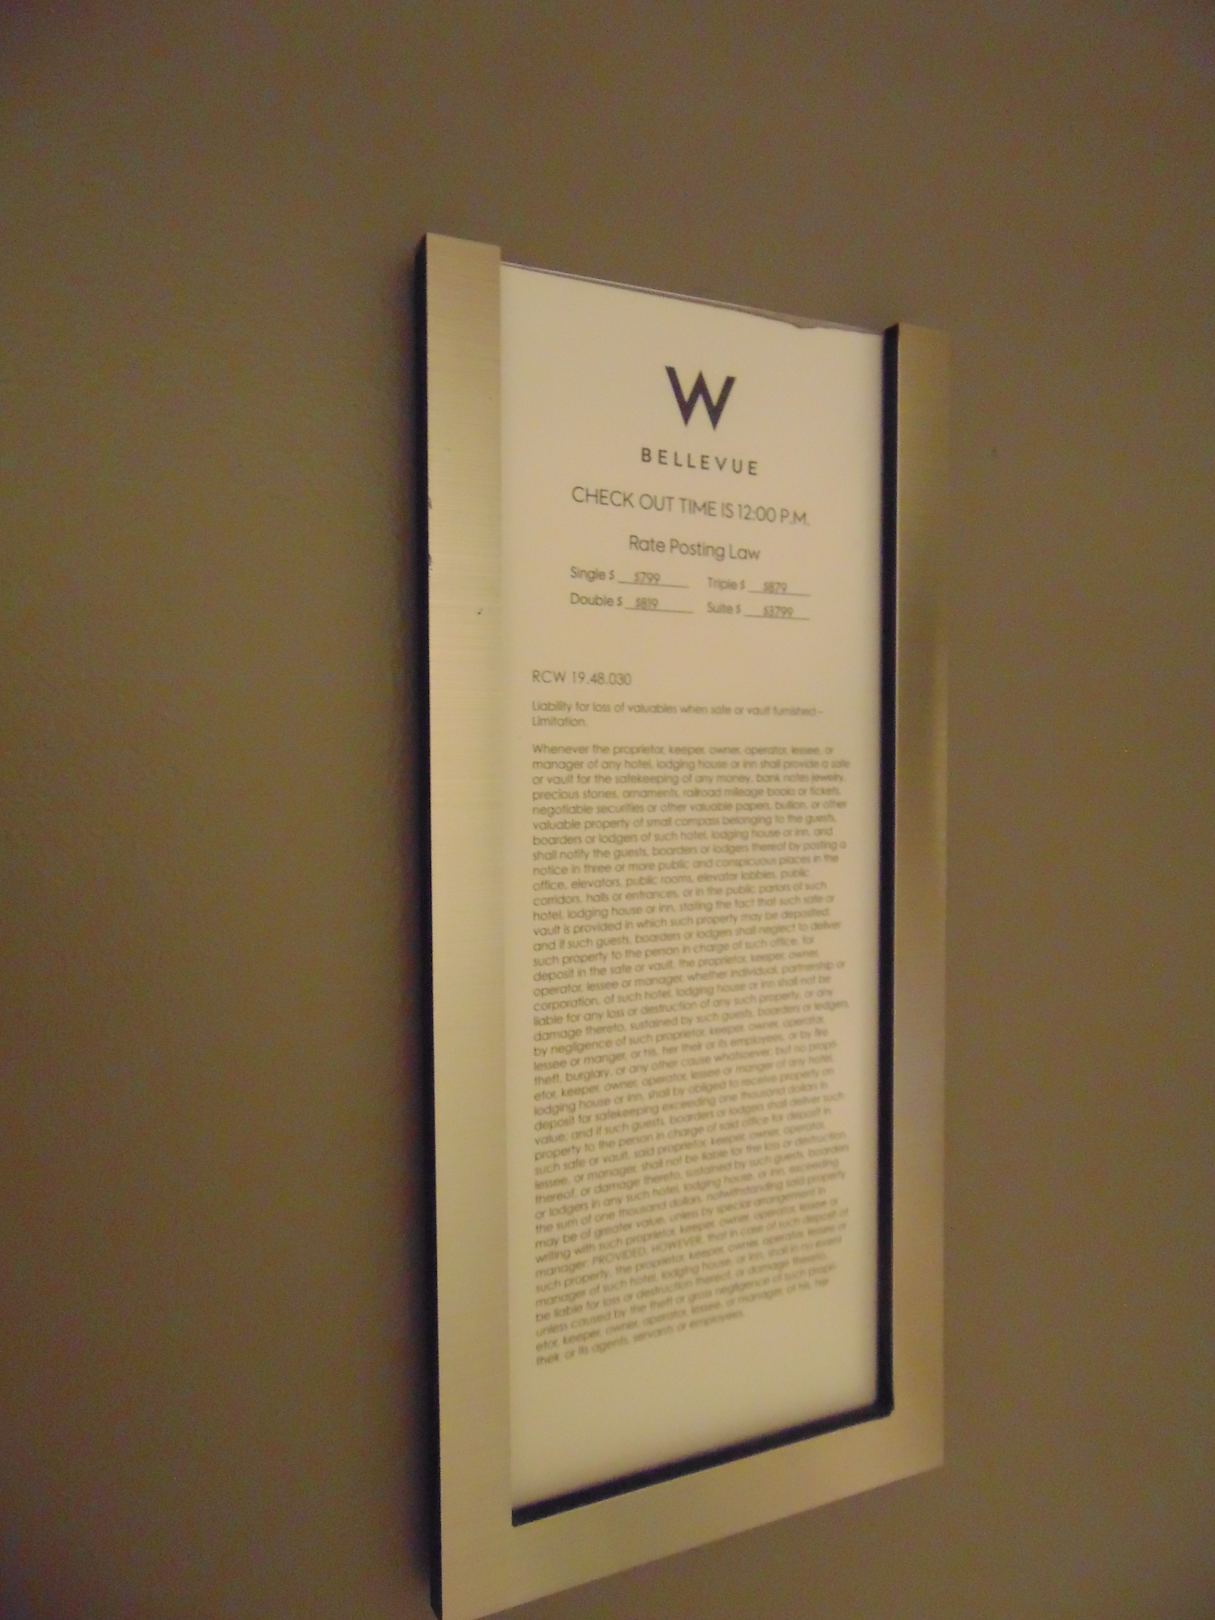 W
BELLEVUE
CHECK OUT TIME IS 12:00 P.M.
Rate Posting Law
Single $ $799 Triple $ $879
Double $ $819 Suite $ $3799
RCW 19.48.030
Liability for loss of valuables when safe or vault furnished–
Limitation.
Whenever the proprietor, keeper, owner, operator, lessee, or
manager of any hotel, lodging house or inn shall provide a safe
or vault for the safekeeping of any money, bank notes jewelry,
precious stones, ornaments, railroad mileage books or tickets,
negotiable securities or other valuable papers, bullion, or other
valuable property of small compass belonging to the guests,
boarders or lodgers of such hotel, lodging house or inn, and
shall notify the guests, boarders or lodgers thereof by posting a
notice in three or more public and conspicuous places in the
office, elevators, public rooms, elevator lobbies, public
corridors, halls or entrances, or in the public parlors of such
hotel, lodging house or inn, stating the fact that such safe or
vault is provided in which such property may be deposited;
and if such guests, boarders or lodgers shall neglect to deliver
such property to the person in charge of such office, for
deposit in the safe or vault, the proprietor, keeper, owner,
operator, lessee or manager, whether individual, partnership or
corporation, of such hotel, lodging house or inn shall not be
liable for any loss or destruction of any such property, or any
damage thereto, sustained by such guests, boarders or ledgers,
by negligence of such proprietor, keeper, owner, operator,
lessee or manger, or his, her their or its employees, or by fire
theft, burglary, or any other cause whatsoever; but no propri-
etor, keeper, owner, operator, lessee or manger of any hotel,
lodging house or inn, shall by obliged to receive property on
deposit for safekeeping exceeding one thousand dollars in
value; and if such guests, boarders or lodgers shall deliver such
property to the person in charge of said office for deposit in
such safe or vault, said proprietor, keeper, owner, operator,
lessee, or manager, shall not be liable for the loss or destruction
thereof, or damage thereto, sustained by such guests, boarders
or lodgers in any such hotel, lodging house, or inn, exceeding
the sum of one thousand dollars, notwithstanding said property
may be of greater value, unless by special arrangement in
writing with such proprietor, keeper, owner, operator, lessee or
manager: PROVIDED, HOWEVER, that in case of such deposit of
such property, the proprietor, keeper, owner, operator, lessee or
manager of such hotel, lodging house, or inn, shall in no event
be liable for loss or destruction thereof, or damage thereto,
unless caused by the theft or gross negligence of such propri-
etor, keeper, owner, operator, lessee, or manager, of his, her
their, or its agents, servants or employees.